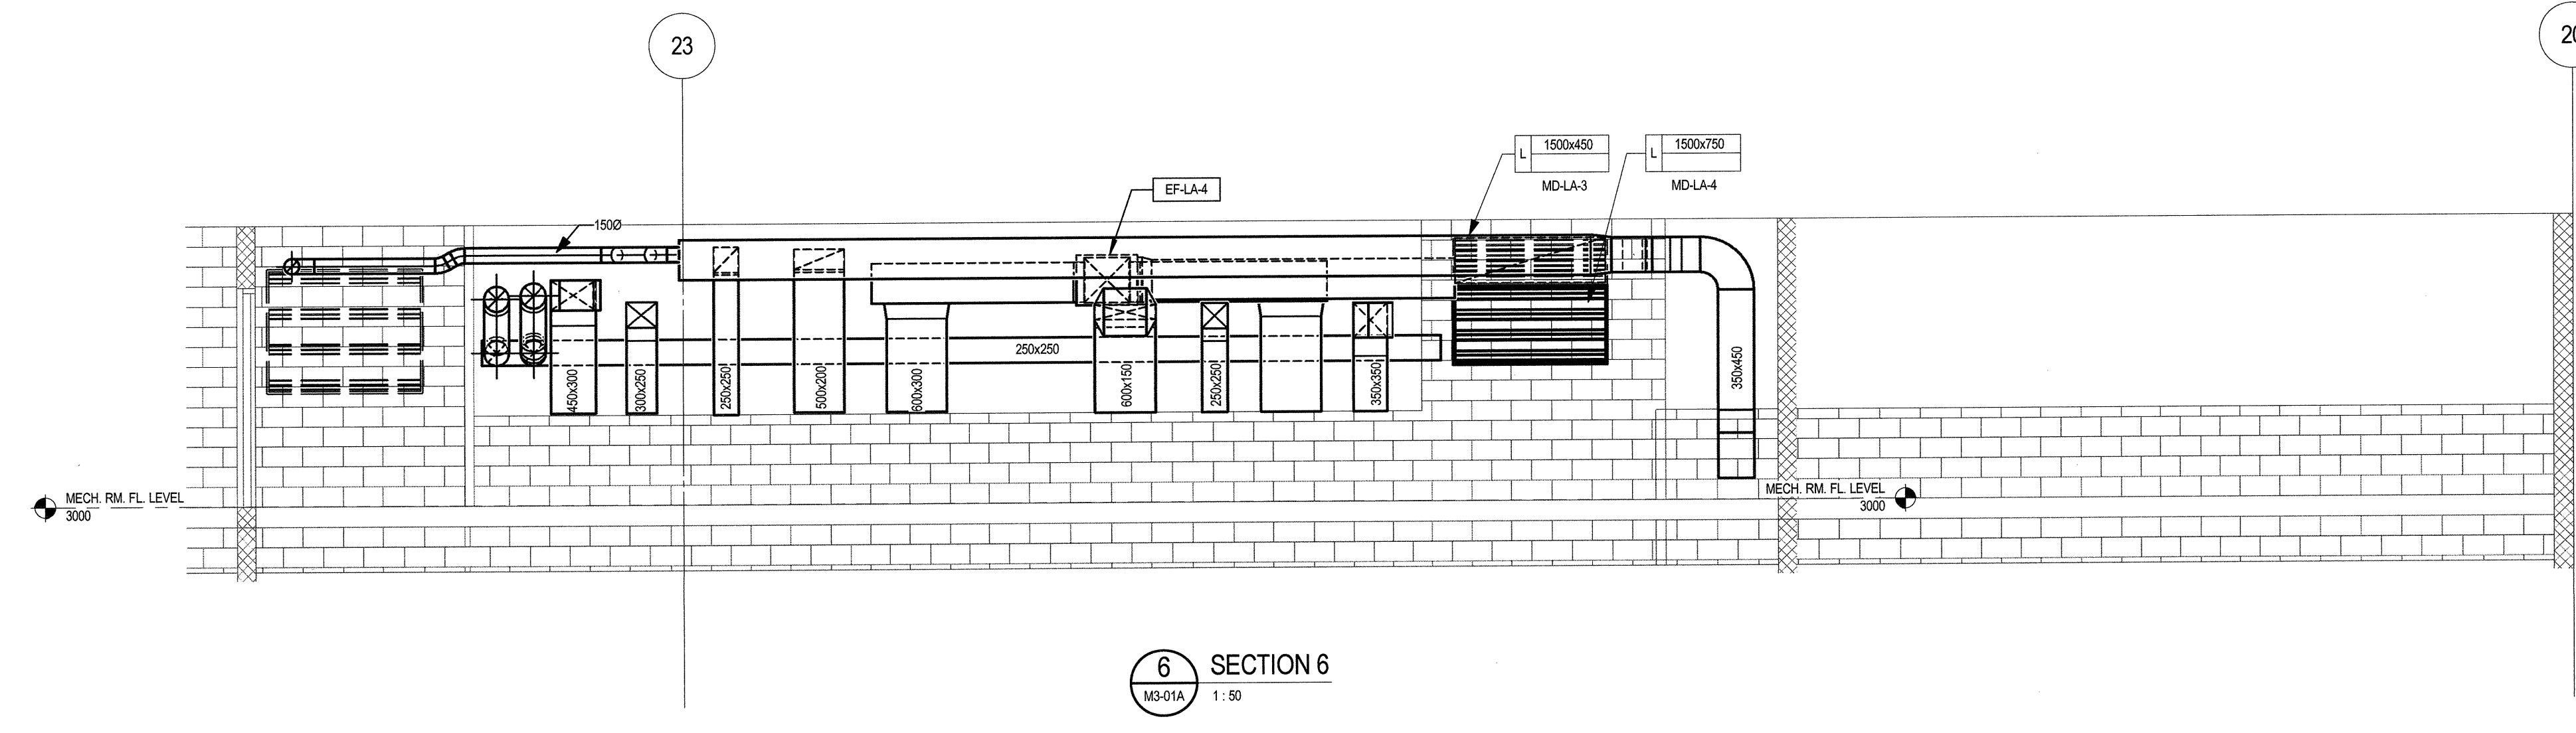 23
20
L 1500x450
MD-LA-3
L 1500x750
MD-LA-4
EF-LA-4
150Ø
250x250
450x300
300x250
250x250
500x200
600x300
600x150
250x250
350x350
350x450
MECH. RM. FL. LEVEL
3000
MECH. RM. FL. LEVEL
3000
6
M3-01A
SECTION 6
1 : 50